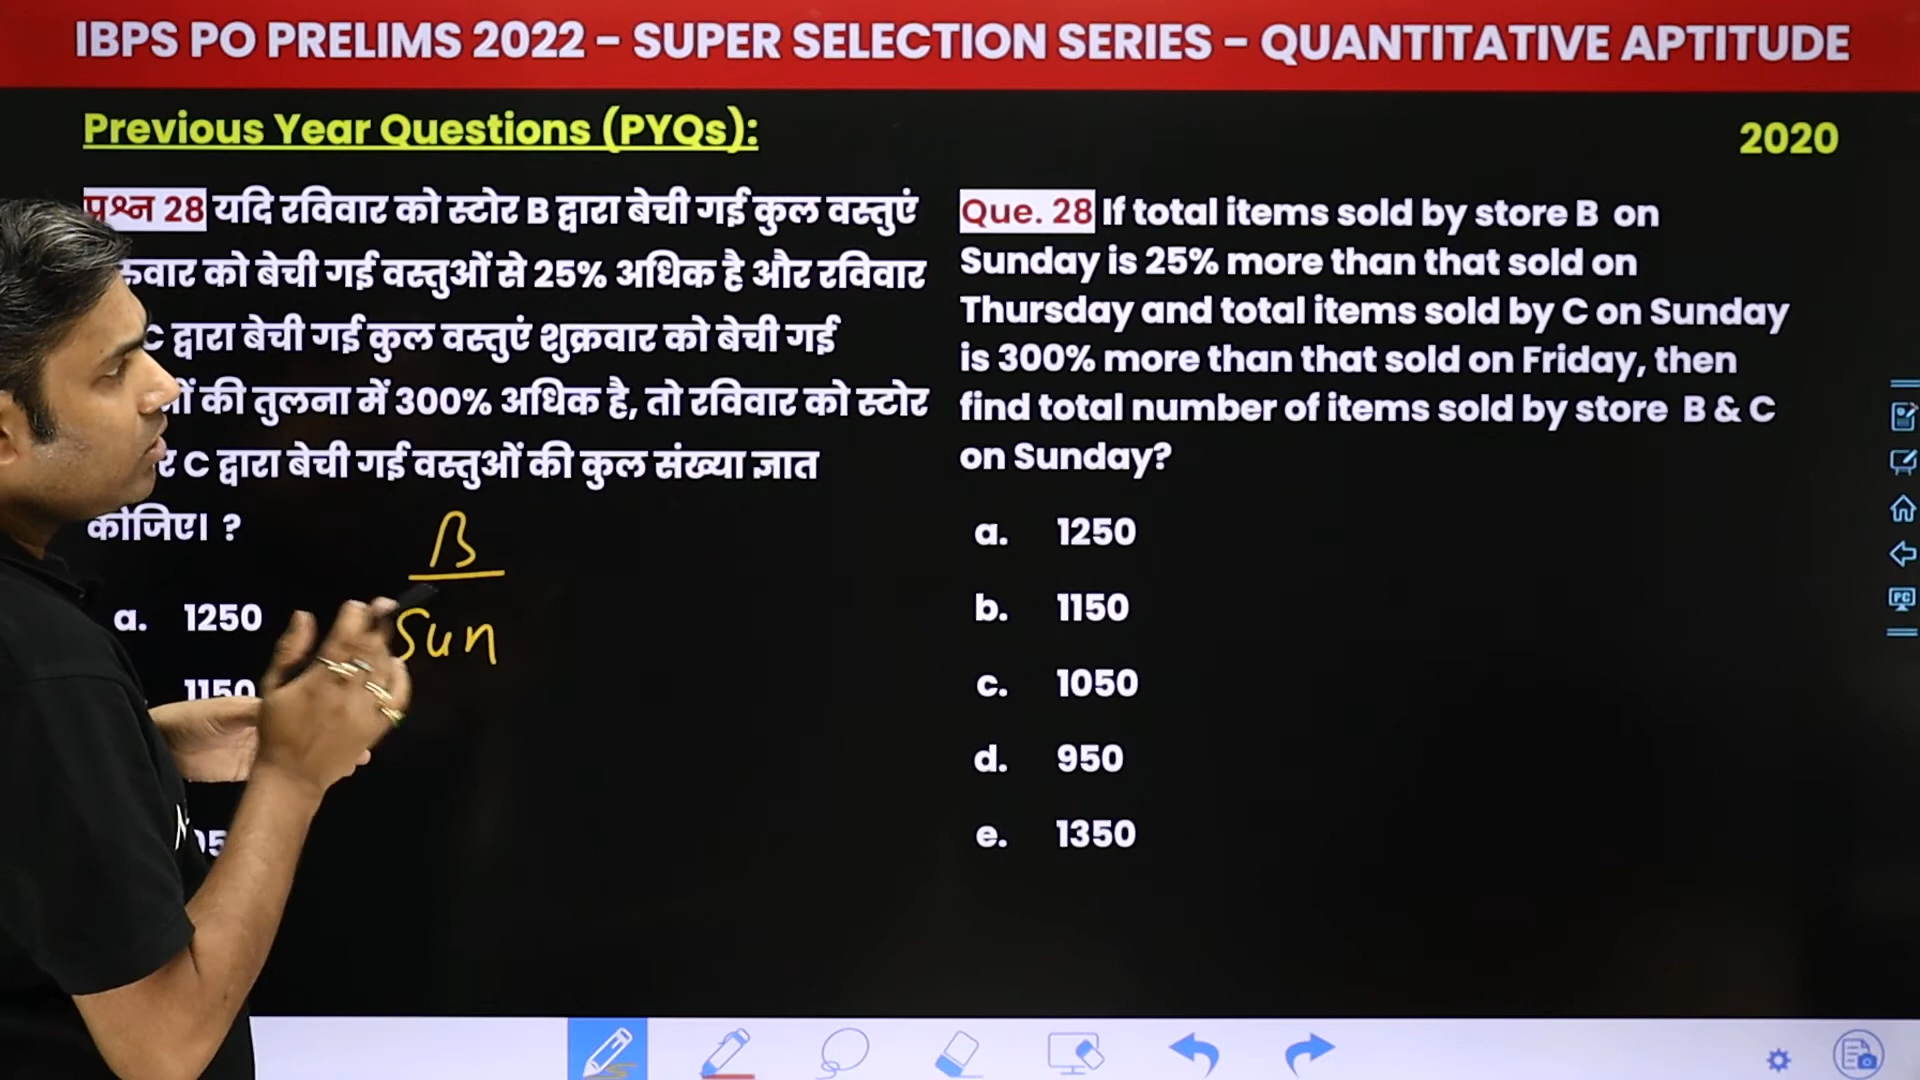 IBPS PO PRELIMS 2022 - SUPER SELECTION SERIES - QUANTITATIVE APTITUDE
Previous Year Questions (PYQs):
2020
प्रश्न 28 यदि रविवार को स्टोर B द्वारा बेची गई कुल वस्तुएं
को बेची गई वस्तुओं से 25% अधिक है और रविवार
C द्वारा बेची गई कुल वस्तुएं शुक्रवार को बेची गई
की तुलना में 300% अधिक है, तो रविवार को स्टोर
C द्वारा बेची गई वस्तुओं की कुल संख्या ज्ञात
कीजिए। ?
a. 1250
1150
B
Sun
Que. 28 If total items sold by store B on
Sunday is 25% more than that sold on
Thursday and total items sold by C on Sunday
is 300% more than that sold on Friday, then
find total number of items sold by store B & C
on Sunday?
a. 1250
b. 1150
c. 1050
d. 950
e. 1350
PC